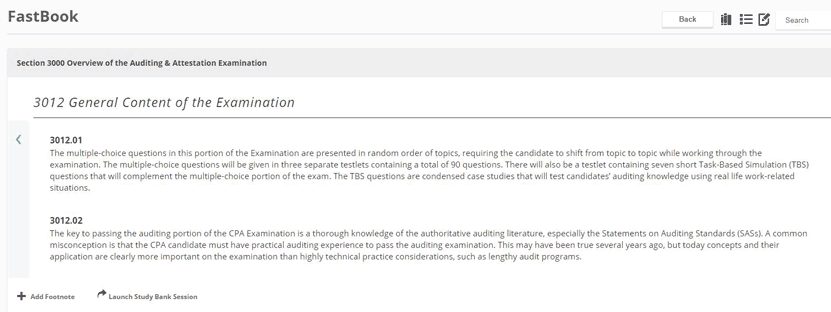 FastBook
Back
Search
Section 3000 Overview of the Auditing & Attestation Examination
3012 General Content of the Examination
3012.01
The multiple-choice questions in this portion of the Examination are presented in random order of topics, requiring the candidate to shift from topic to topic while working through the
examination. The multiple-choice questions will be given in three separate testlets containing a total of 90 questions. There will also be a testlet containing seven short Task-Based Simulation (TBS)
questions that will complement the multiple-choice portion of the exam. The TBS questions are condensed case studies that will test candidates' auditing knowledge using real life work-related
situations.
3012.02
The key to passing the auditing portion of the CPA Examination is a thorough knowledge of the authoritative auditing literature, especially the Statements on Auditing Standards (SASs). A common
misconception is that the CPA candidate must have practical auditing experience to pass the auditing examination. This may have been true several years ago, but today concepts and their
application are clearly more important on the examination than highly technical practice considerations, such as lengthy audit programs.
Add Footnote
Launch Study Bank Session